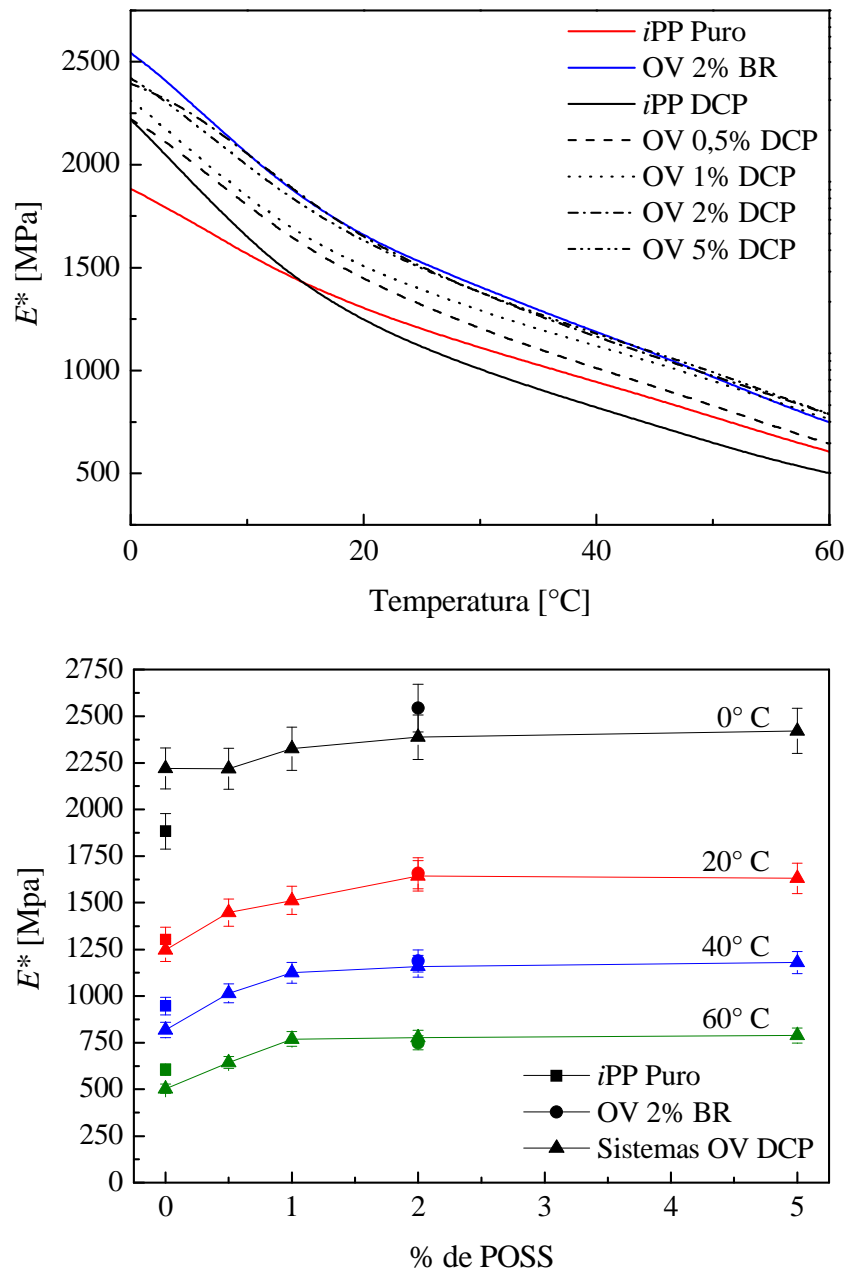 iPP Puro
OV 2% BR
iPP DCP
OV 0,5% DCP
OV 1% DCP
OV 2% DCP
OV 5% DCP
2500
2000
1500
1000
500
E* [MPa]
0 20 40 60
Temperatura [°C]
2750
2500
2250
2000
1750
1500
1250
1000
750
500
250
0
E* [Mpa]
0° C
20° C
40° C
60° C
iPP Puro
OV 2% BR
Sistemas OV DCP
0 1 2 3 4 5
% de POSS